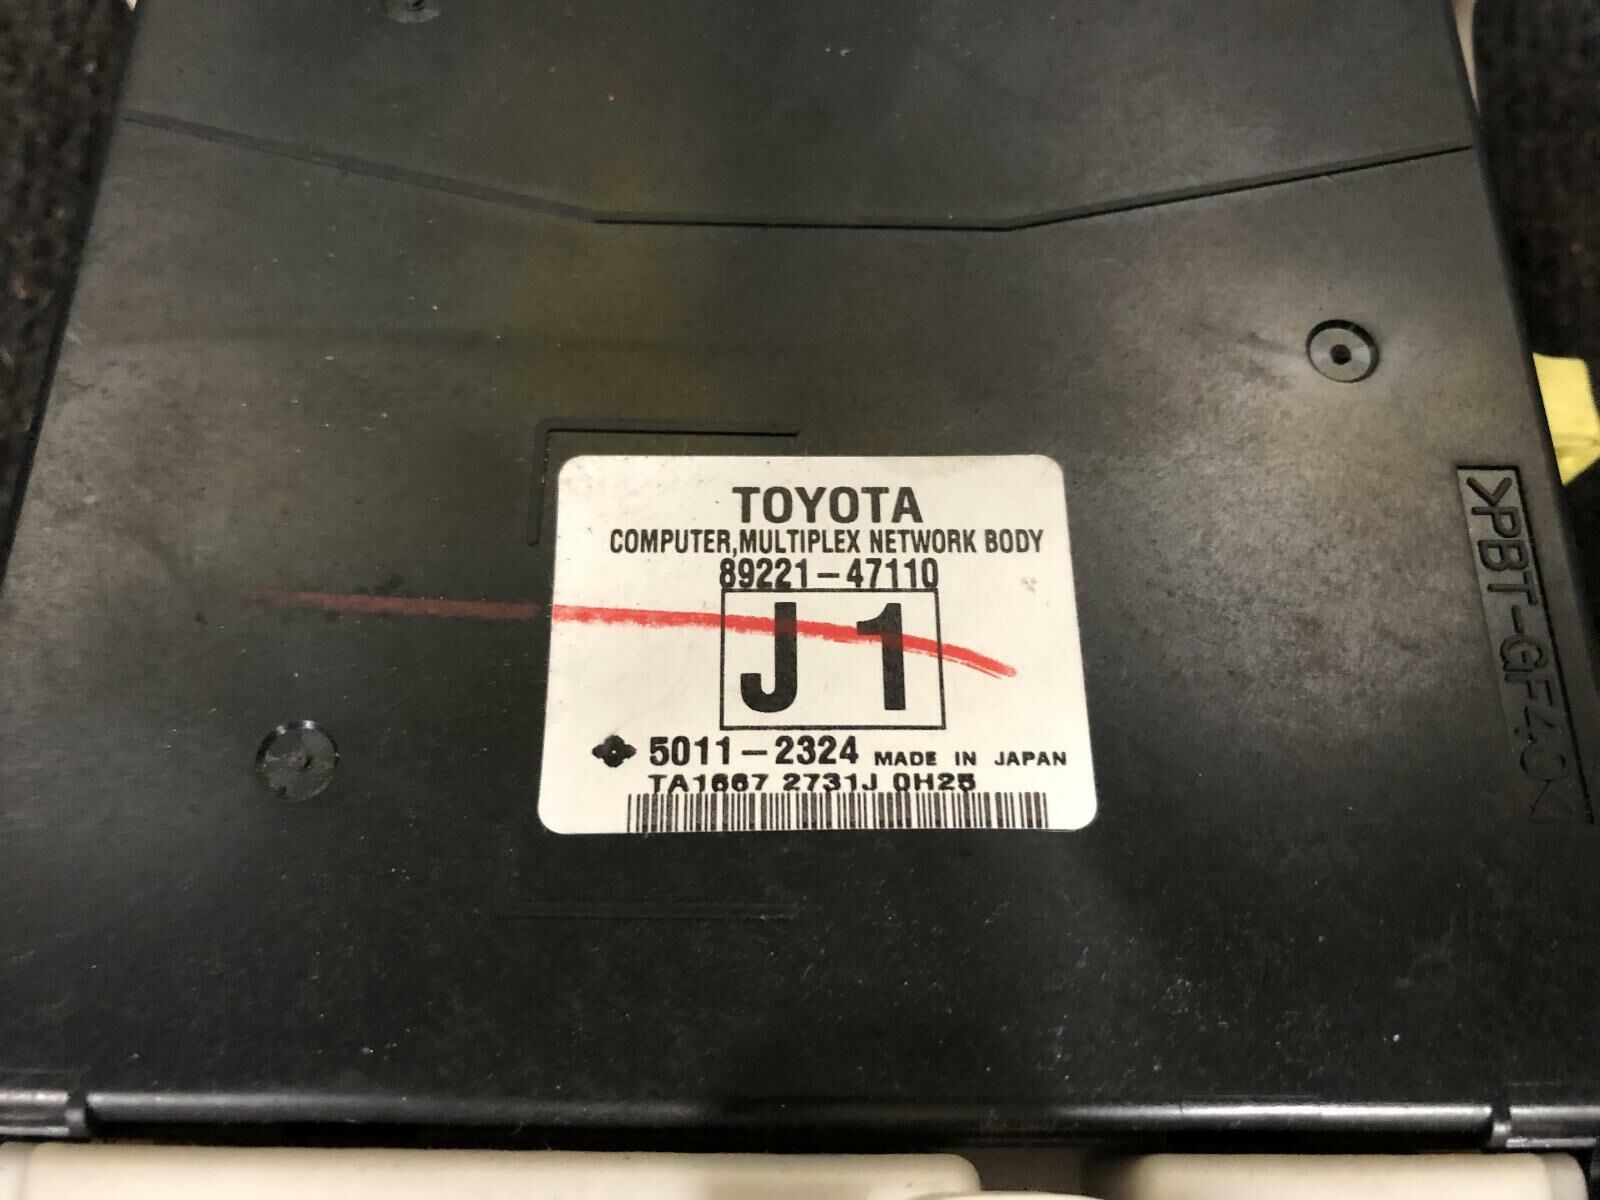 TOYOTA
COMPUTER,MULTIPLEX NETWORK BODY
89221-47110
J1
5011-2324 MADE IN JAPAN
TA1667 2731J 0H25
>PBT-GF40<